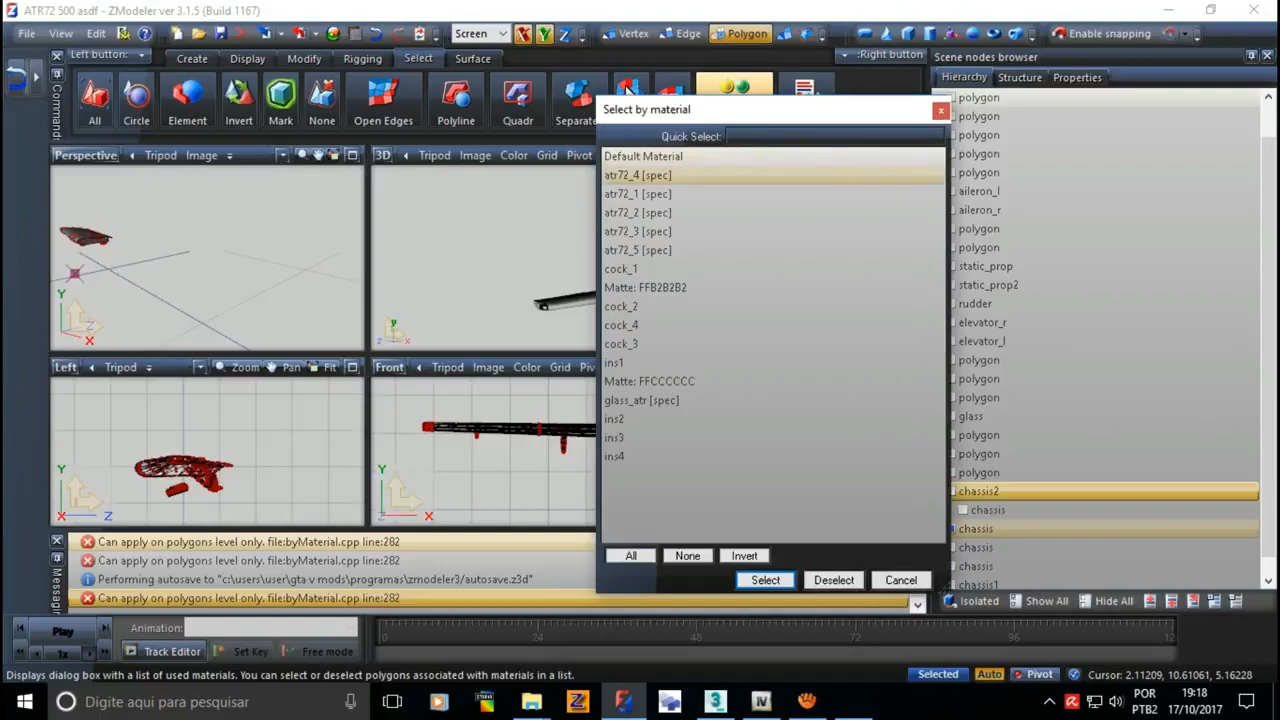 ATR72 500 asdf - ZModeler ver 3.1.5 (Build 1167)
File View Edit Screen X Y Z Vertex Edge Polygon Enable snapping
Left button: Create Display Modify Rigging Select Surface :Right button
Scene nodes browser
Hierarchy Structure Properties
Commands
All Circle Element Invert Mark None Open Edges Polyline Quadr Separate
Select by material
Quick Select:
Default Material
atr72_4 [spec]
atr72_1 [spec]
atr72_2 [spec]
atr72_3 [spec]
atr72_5 [spec]
cock_1
Matte: FFB2B2B2
cock_2
cock_4
cock_3
ins1
Matte: FFCCCCCC
glass_atr [spec]
ins2
ins3
ins4
All None Invert
Select Deselect Cancel
Perspective Tripod Image
3D Tripod Image Color Grid Pivot
Y Z X
y z x
Left Tripod Zoom Pan Fit
Front Tripod Image Color Grid Pi
Y X Z
Y Z X
polygon
polygon
polygon
polygon
polygon
aileron_l
aileron_r
polygon
polygon
static_prop
static_prop2
rudder
elevator_r
elevator_l
polygon
polygon
polygon
glass
polygon
polygon
polygon
chassis2
chassis
chassis
chassis
chassis
chassis1
Messaging
Can apply on polygons level only. file:byMaterial.cpp line:282
Can apply on polygons level only. file:byMaterial.cpp line:282
Performing autosave to "c:\users\user\gta v mods\programas\zmodeler3/autosave.z3d"
Can apply on polygons level only. file:byMaterial.cpp line:282
Isolated Show All Hide All
Play
1x
Animation:
Track Editor Set Key Free mode
0 24 48 72 96 12
Displays dialog box with a list of used materials. You can select or deselect polygons associated with materials in a list.
Selected Auto Pivot Cursor: 2.11209, 10.61061, 5.16228
Digite aqui para pesquisar
POR
PTB2
19:18
17/10/2017